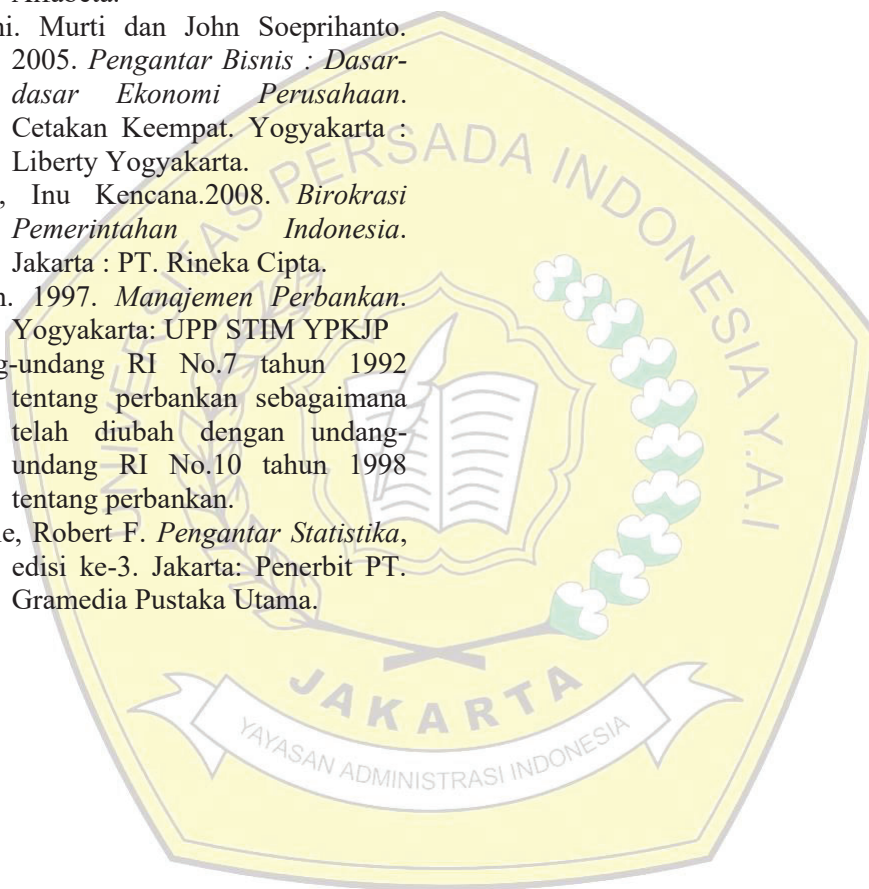 Alfabeta.
ni. Murti dan John Soeprihanto.
2005. Pengantar Bisnis : Dasar-
dasar Ekonomi Perusahaan.
Cetakan Keempat. Yogyakarta :
Liberty Yogyakarta.
, Inu Kencana.2008. Birokrasi
Pemerintahan Indonesia.
Jakarta : PT. Rineka Cipta.
n. 1997. Manajemen Perbankan.
Yogyakarta: UPP STIM YPKJP
g-undang RI No.7 tahun 1992
tentang perbankan sebagaimana
telah diubah dengan undang-
undang RI No.10 tahun 1998
tentang perbankan.
e, Robert F. Pengantar Statistika,
edisi ke-3. Jakarta: Penerbit PT.
Gramedia Pustaka Utama.
UNIVERSITAS PERSADA INDONESIA Y.A.I
JAKARTA
YAYASAN ADMINISTRASI INDONESIA